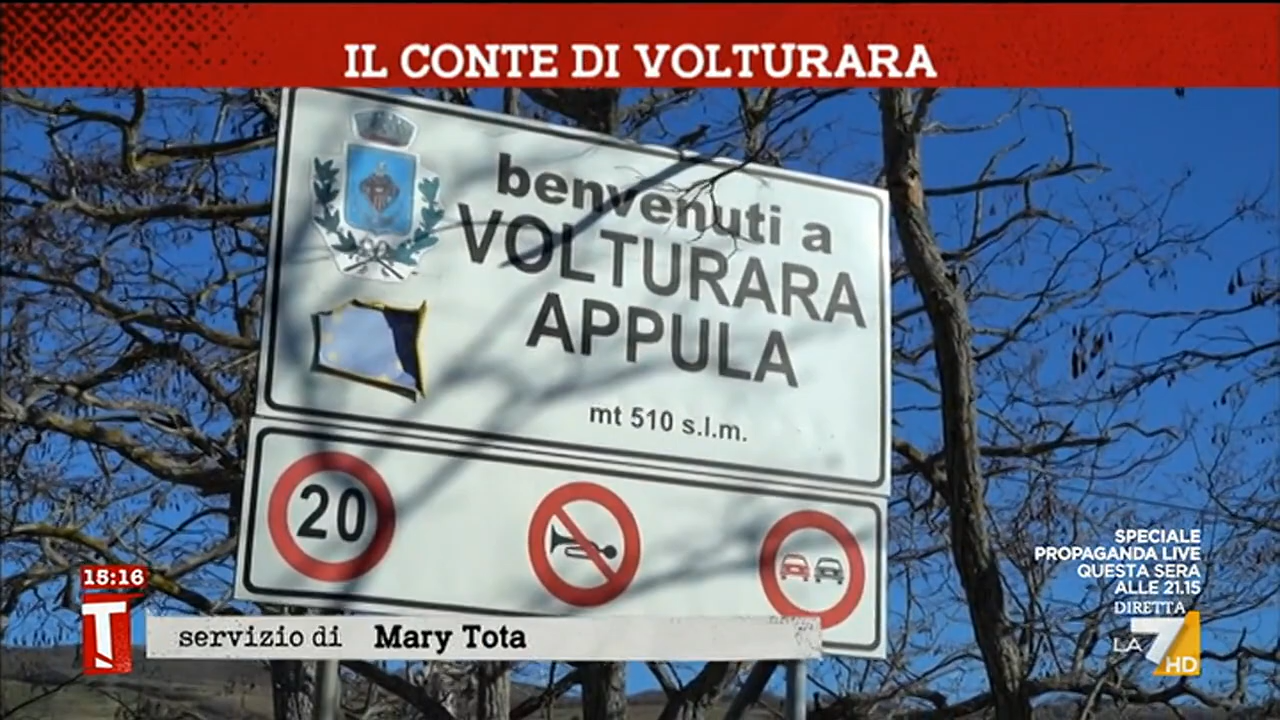 IL CONTE DI VOLTURARA
benvenuti a
VOLTURARA
APPULA
mt 510 s.l.m.
20
18:16
T
servizio di Mary Tota
SPECIALE
PROPAGANDA LIVE
QUESTA SERA
ALLE 21.15
DIRETTA
LA 7 HD